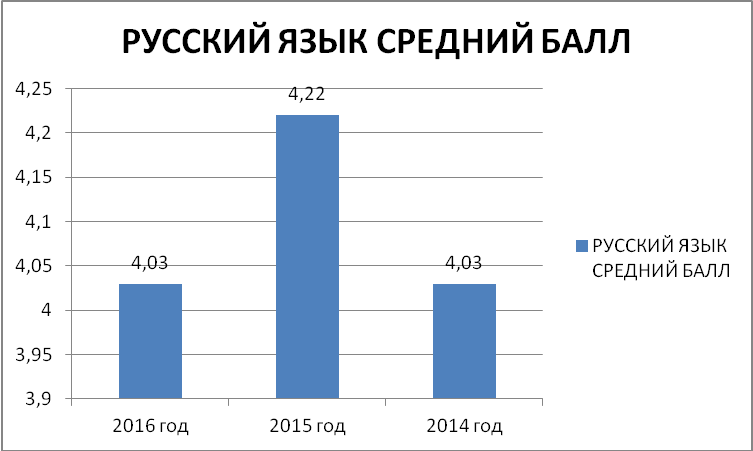 РУССКИЙ ЯЗЫК СРЕДНИЙ БАЛЛ
4,25
4,2
4,15
4,1
4,05
4
3,95
3,9
4,03
4,22
4,03
2016 год
2015 год
2014 год
РУССКИЙ ЯЗЫК
СРЕДНИЙ БАЛЛ